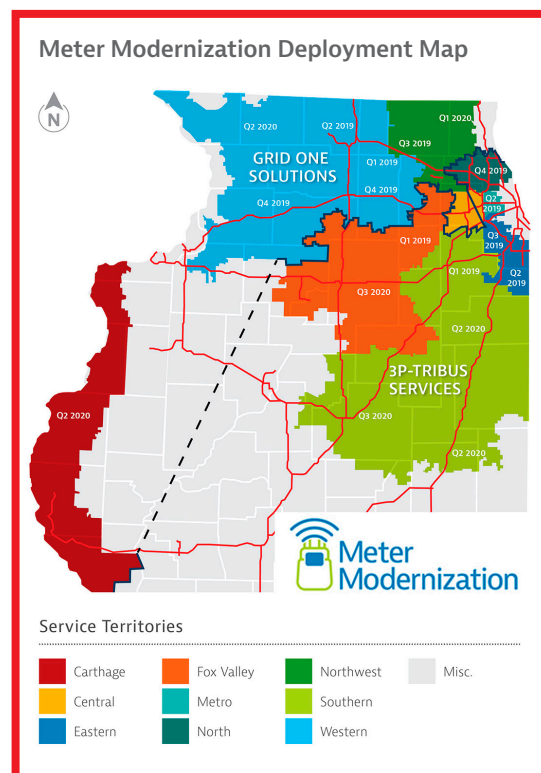 Meter Modernization Deployment Map
N
Q2 2020
Q2 2019
Q1 2020
Q3 2019
GRID ONE
SOLUTIONS
Q1 2019
Q4 2019
Q4 2019
Q4 2019
Q2
2019
Q1 2019
Q3
2019
Q1 2019
Q2
2019
Q3 2020
Q2 2020
3P-TRIBUS
SERVICES
Q2 2020
Q3 2020
Q2 2020
Meter
Modernization
Service Territories
Carthage
Fox Valley
Northwest
Misc.
Central
Metro
Southern
Eastern
North
Western